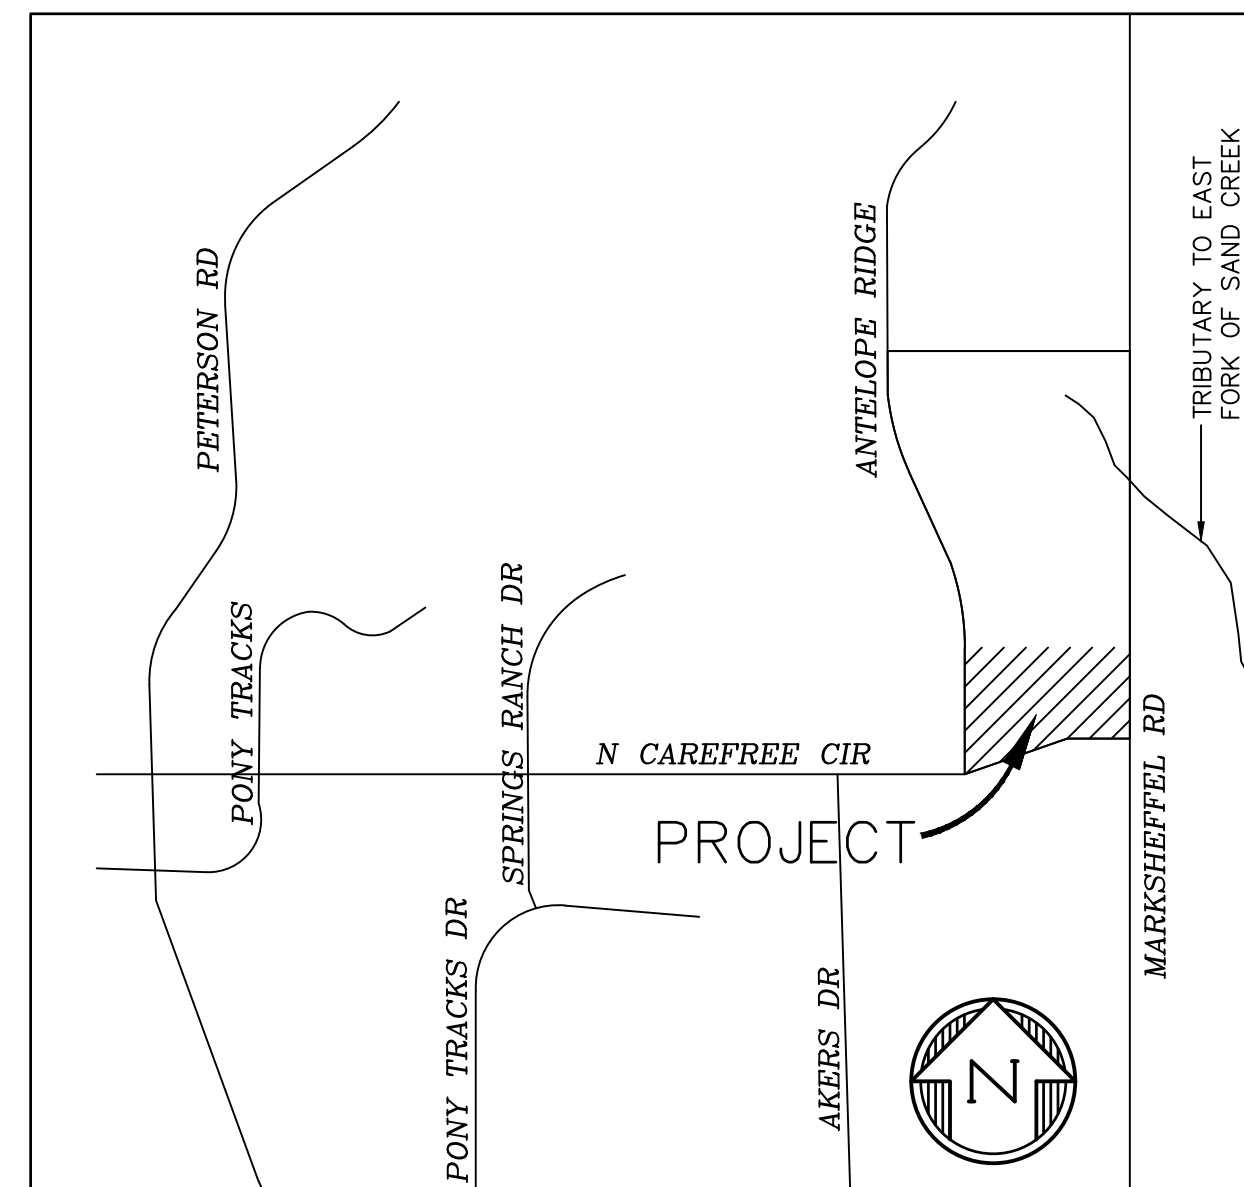 PETERSON RD
ANTELOPE RIDGE
TRIBUTARY TO EAST
FORK OF SAND CREEK
PONY TRACKS
SPRINGS RANCH DR
N CAREFREE CIR
PROJECT
MARKSHEFFEL RD
PONY TRACKS DR
AKERS DR
N